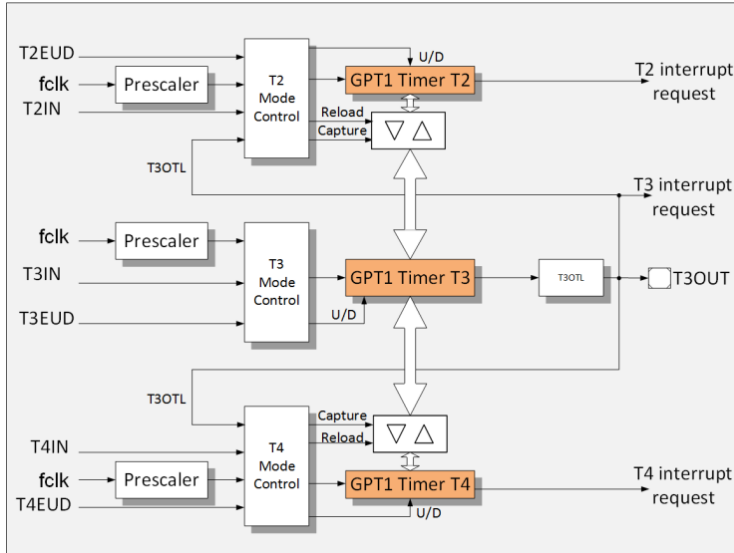 T2EUD
fclk
Prescaler
T2IN
T2
Mode
Control
U/D
GPT1 Timer T2
T2 interrupt
request
Reload
Capture
T3OTL
T3 interrupt
request
fclk
Prescaler
T3IN
T3EUD
T3
Mode
Control
GPT1 Timer T3
U/D
T3OTL
T3OUT
T3OTL
Capture
Reload
T4IN
fclk
Prescaler
T4EUD
T4
Mode
Control
GPT1 Timer T4
U/D
T4 interrupt
request